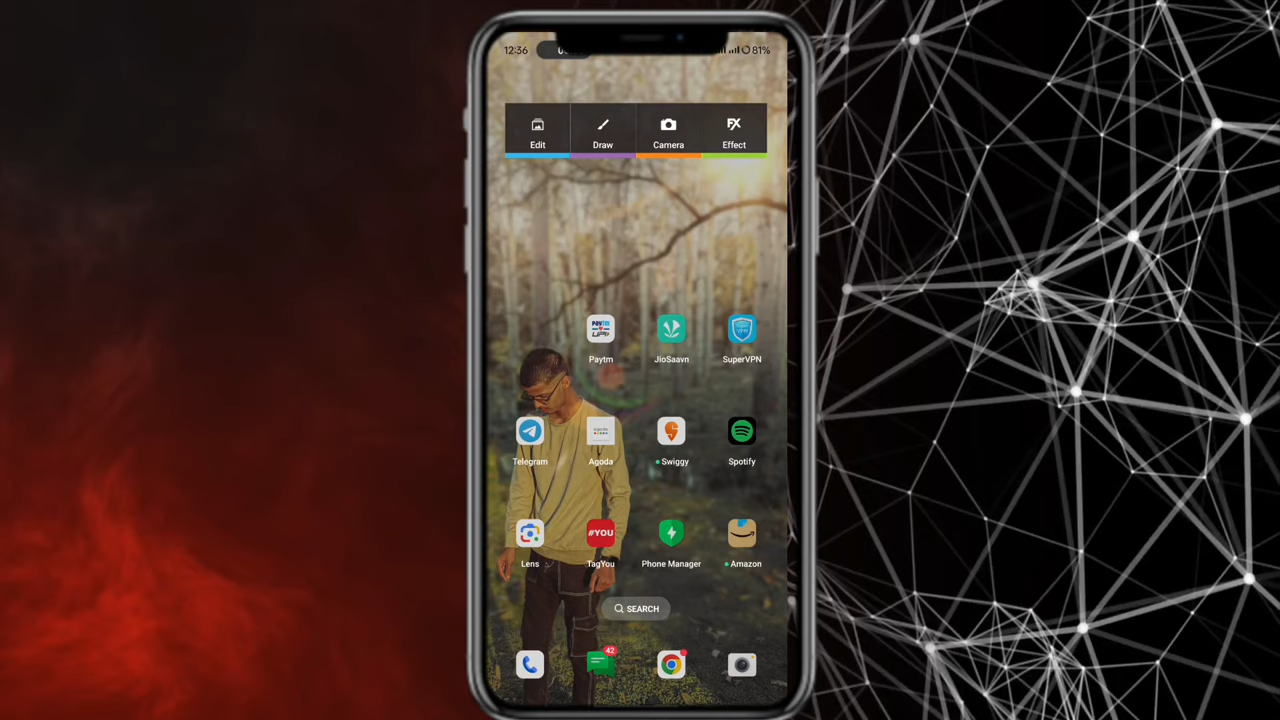 12:36 81%
Edit Draw Camera Effect
Paytm JioSaavn SuperVPN
Telegram Agoda Swiggy Spotify
#YOU
Lens TagYou Phone Manager Amazon
SEARCH
42